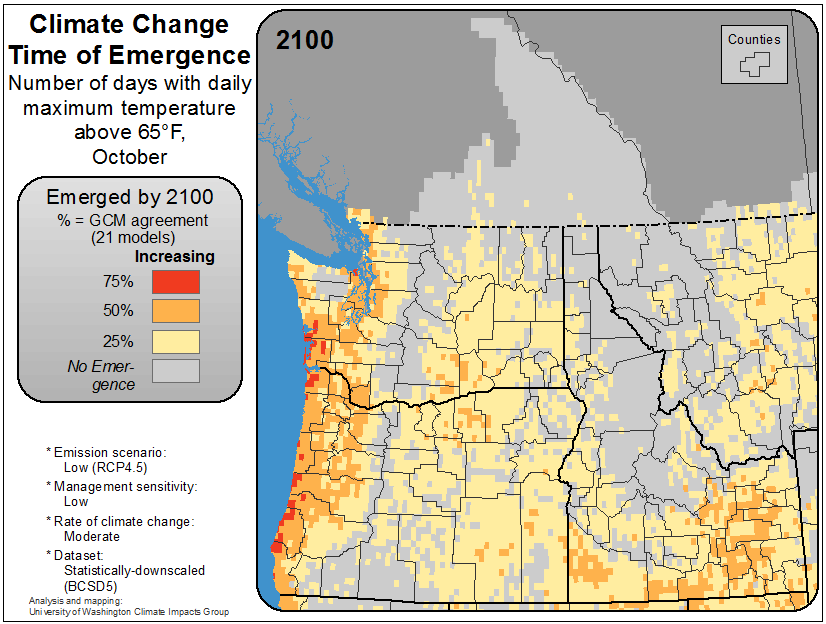 Climate Change
Time of Emergence
Number of days with daily
maximum temperature
above 65°F,
October
Emerged by 2100
% = GCM agreement
(21 models)
Increasing
75%
50%
25%
No Emer-
gence
* Emission scenario:
Low (RCP4.5)
* Management sensitivity:
Low
* Rate of climate change:
Moderate
* Dataset:
Statistically-downscaled
(BCSD5)
Analysis and mapping:
University of Washington Climate Impacts Group
2100
Counties